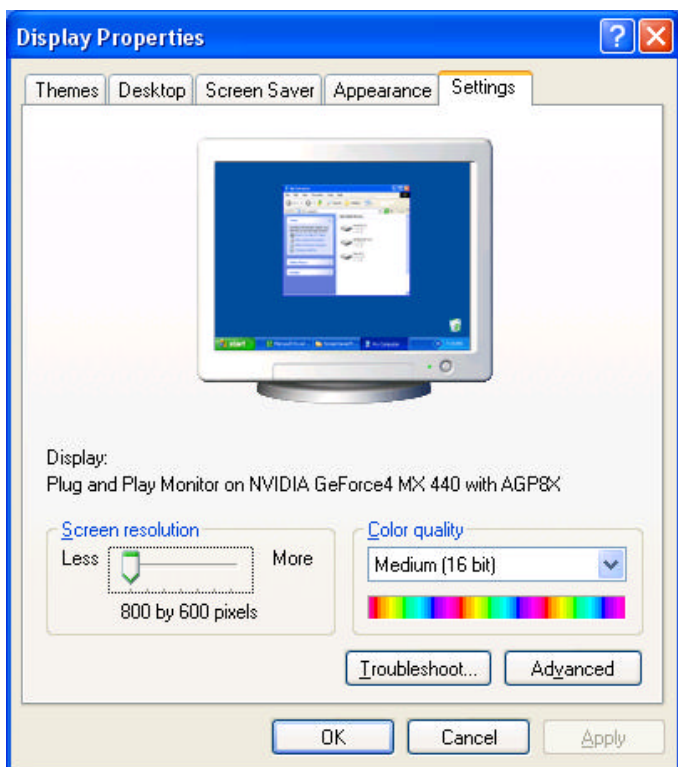 Display Properties
Themes Desktop Screen Saver Appearance Settings
start
Display:
Plug and Play Monitor on NVIDIA GeForce4 MX 440 with AGP8X
Screen resolution
Less More
800 by 600 pixels
Color quality
Medium (16 bit)
Troubleshoot... Advanced
OK Cancel Apply